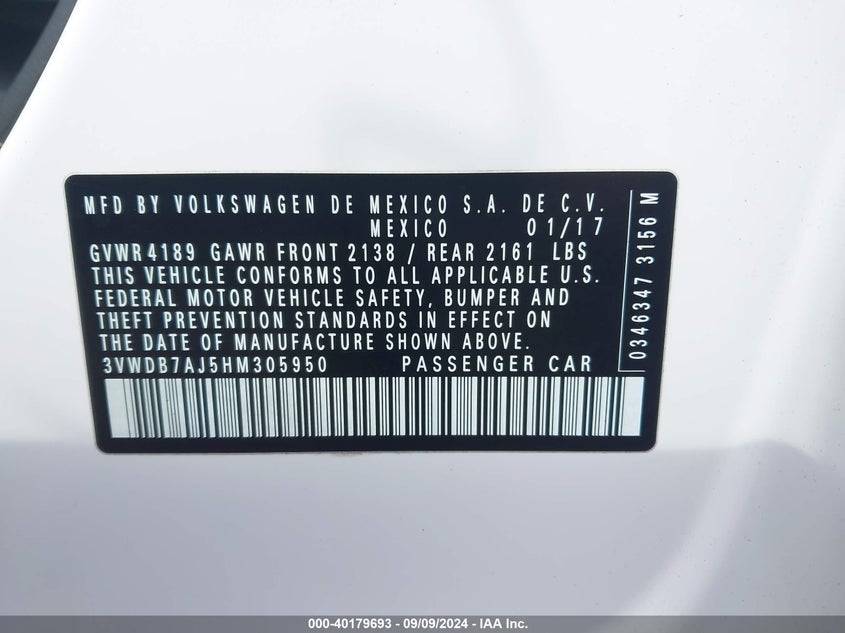 MFD BY VOLKSWAGEN DE MEXICO S.A. DE C.V.
MEXICO 01/17
GVWR 4189 GAWR FRONT 2138 / REAR 2161 LBS
THIS VEHICLE CONFORMS TO ALL APPLICABLE U.S.
FEDERAL MOTOR VEHICLE SAFETY, BUMPER AND
THEFT PREVENTION STANDARDS IN EFFECT ON
THE DATE OF MANUFACTURE SHOWN ABOVE.
3VWDB7AJ5HM305950 PASSENGER CAR
0346347 3156 M
000-40179693 - 09/09/2024 - IAA Inc.